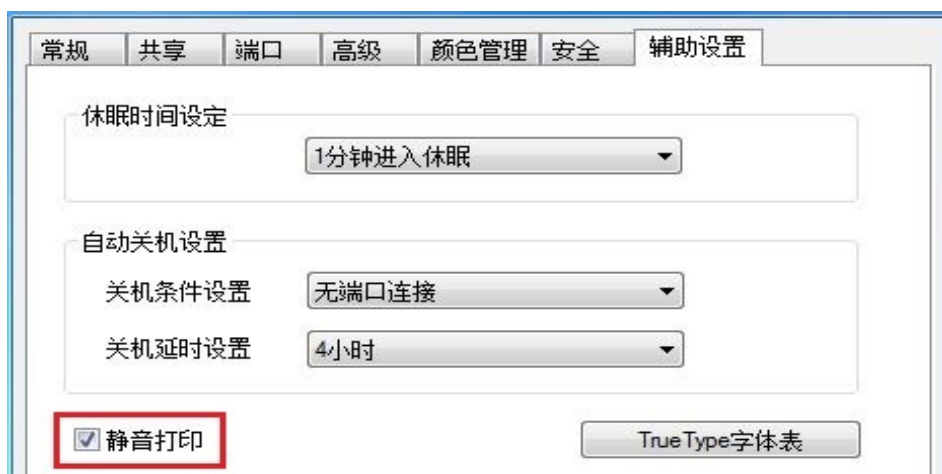 常规 共享 端口 高级 颜色管理 安全 辅助设置
休眠时间设定
1分钟进入休眠
自动关机设置
关机条件设置 无端口连接
关机延时设置 4小时
静音打印 TrueType字体表